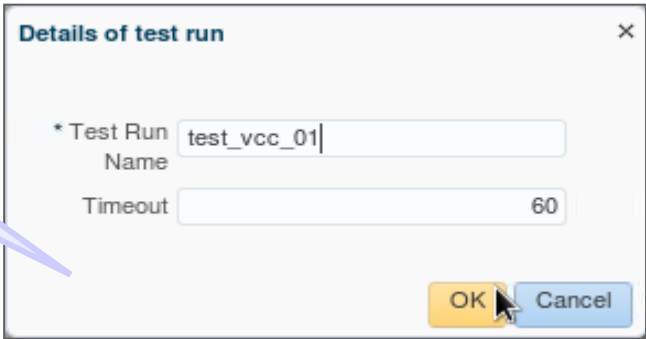 Details of test run ×
* Test Run Name test_vcc_01
Timeout 60
OK Cancel